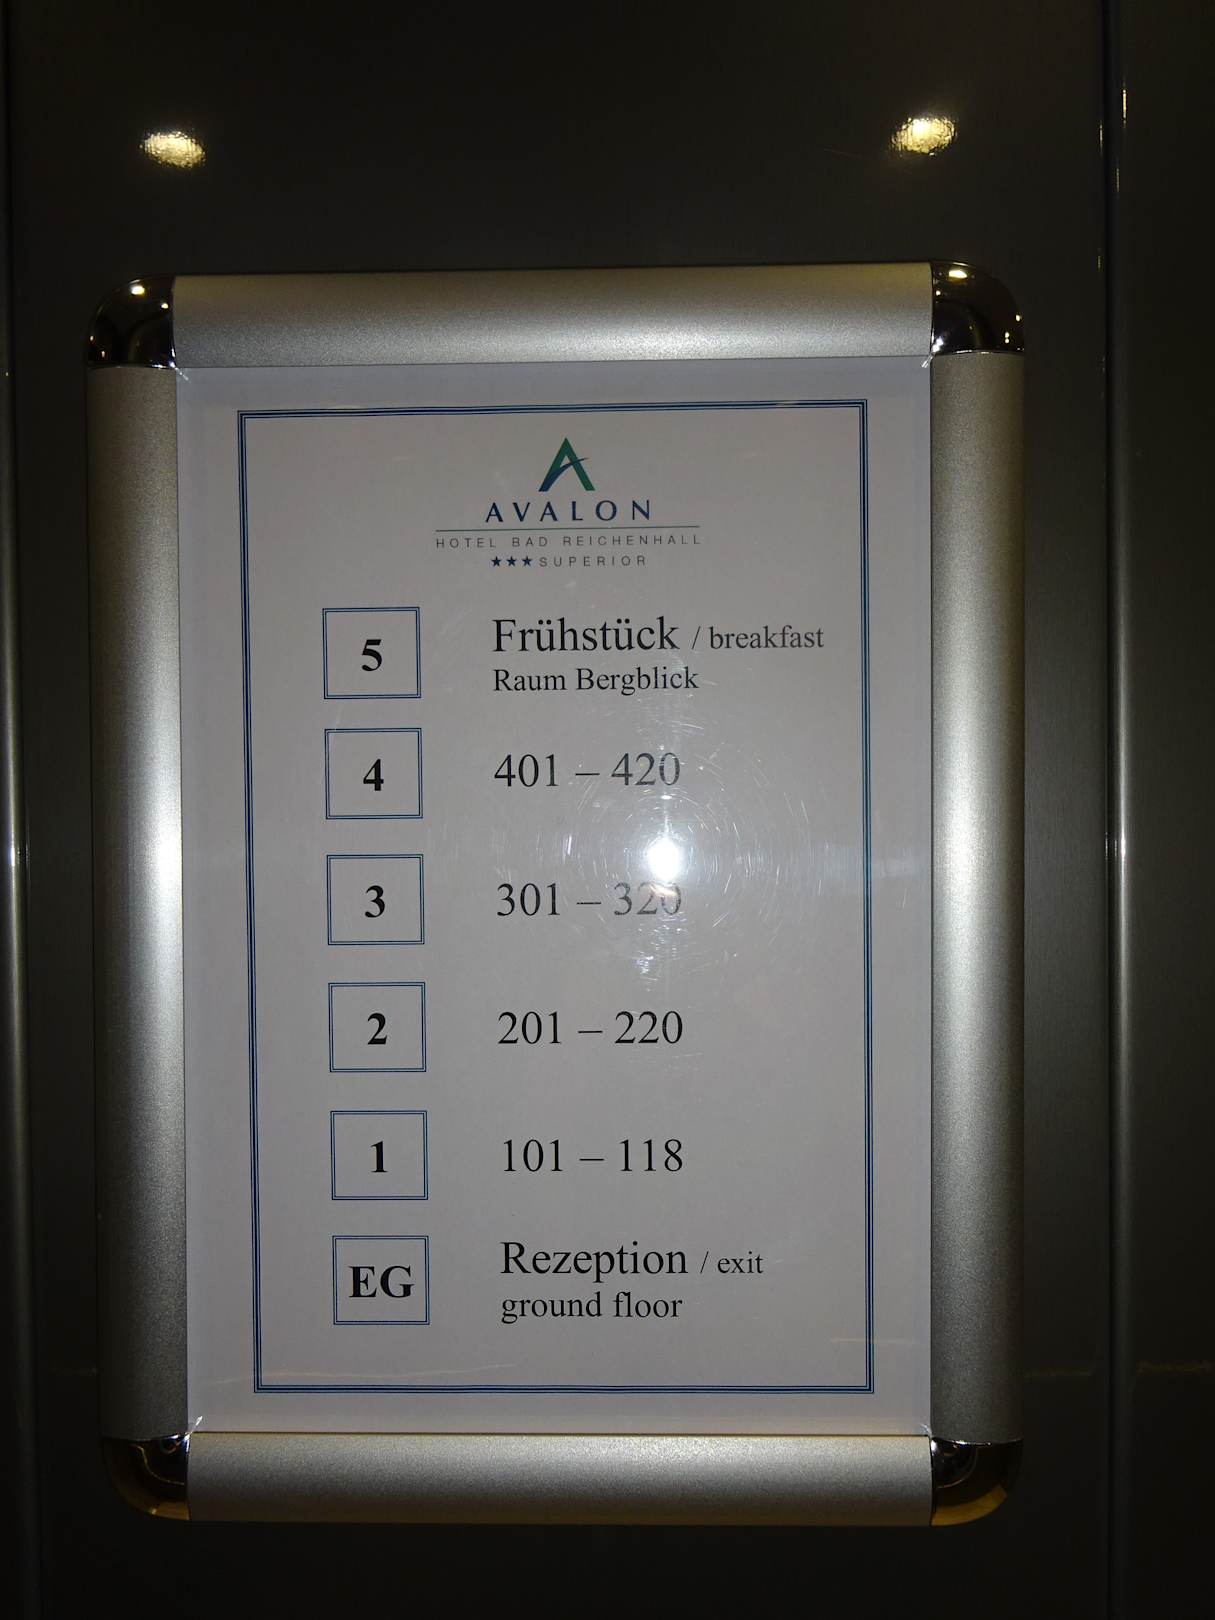 AVALON
HOTEL BAD REICHENHALL
★★★SUPERIOR
5 Frühstück / breakfast
Raum Bergblick
4 401 – 420
3 301 – 320
2 201 – 220
1 101 – 118
EG Rezeption / exit
ground floor